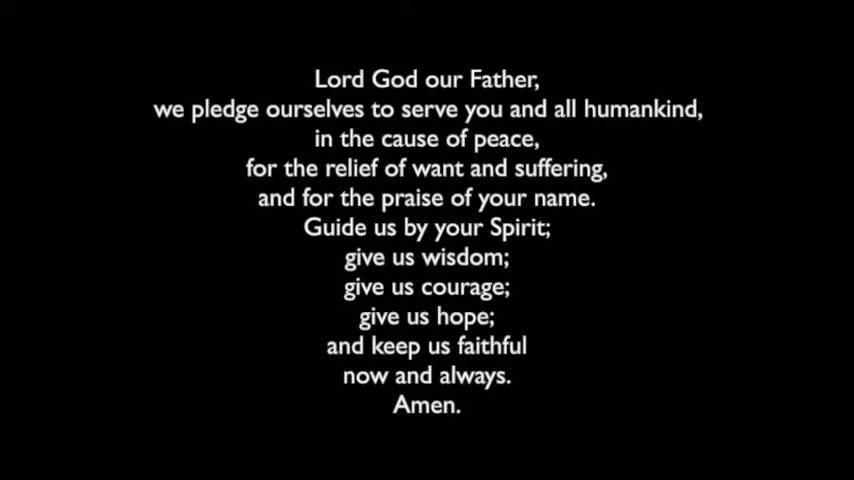 Lord God our Father,
we pledge ourselves to serve you and all humankind,
in the cause of peace,
for the relief of want and suffering,
and for the praise of your name.
Guide us by your Spirit;
give us wisdom;
give us courage;
give us hope;
and keep us faithful
now and always.
Amen.